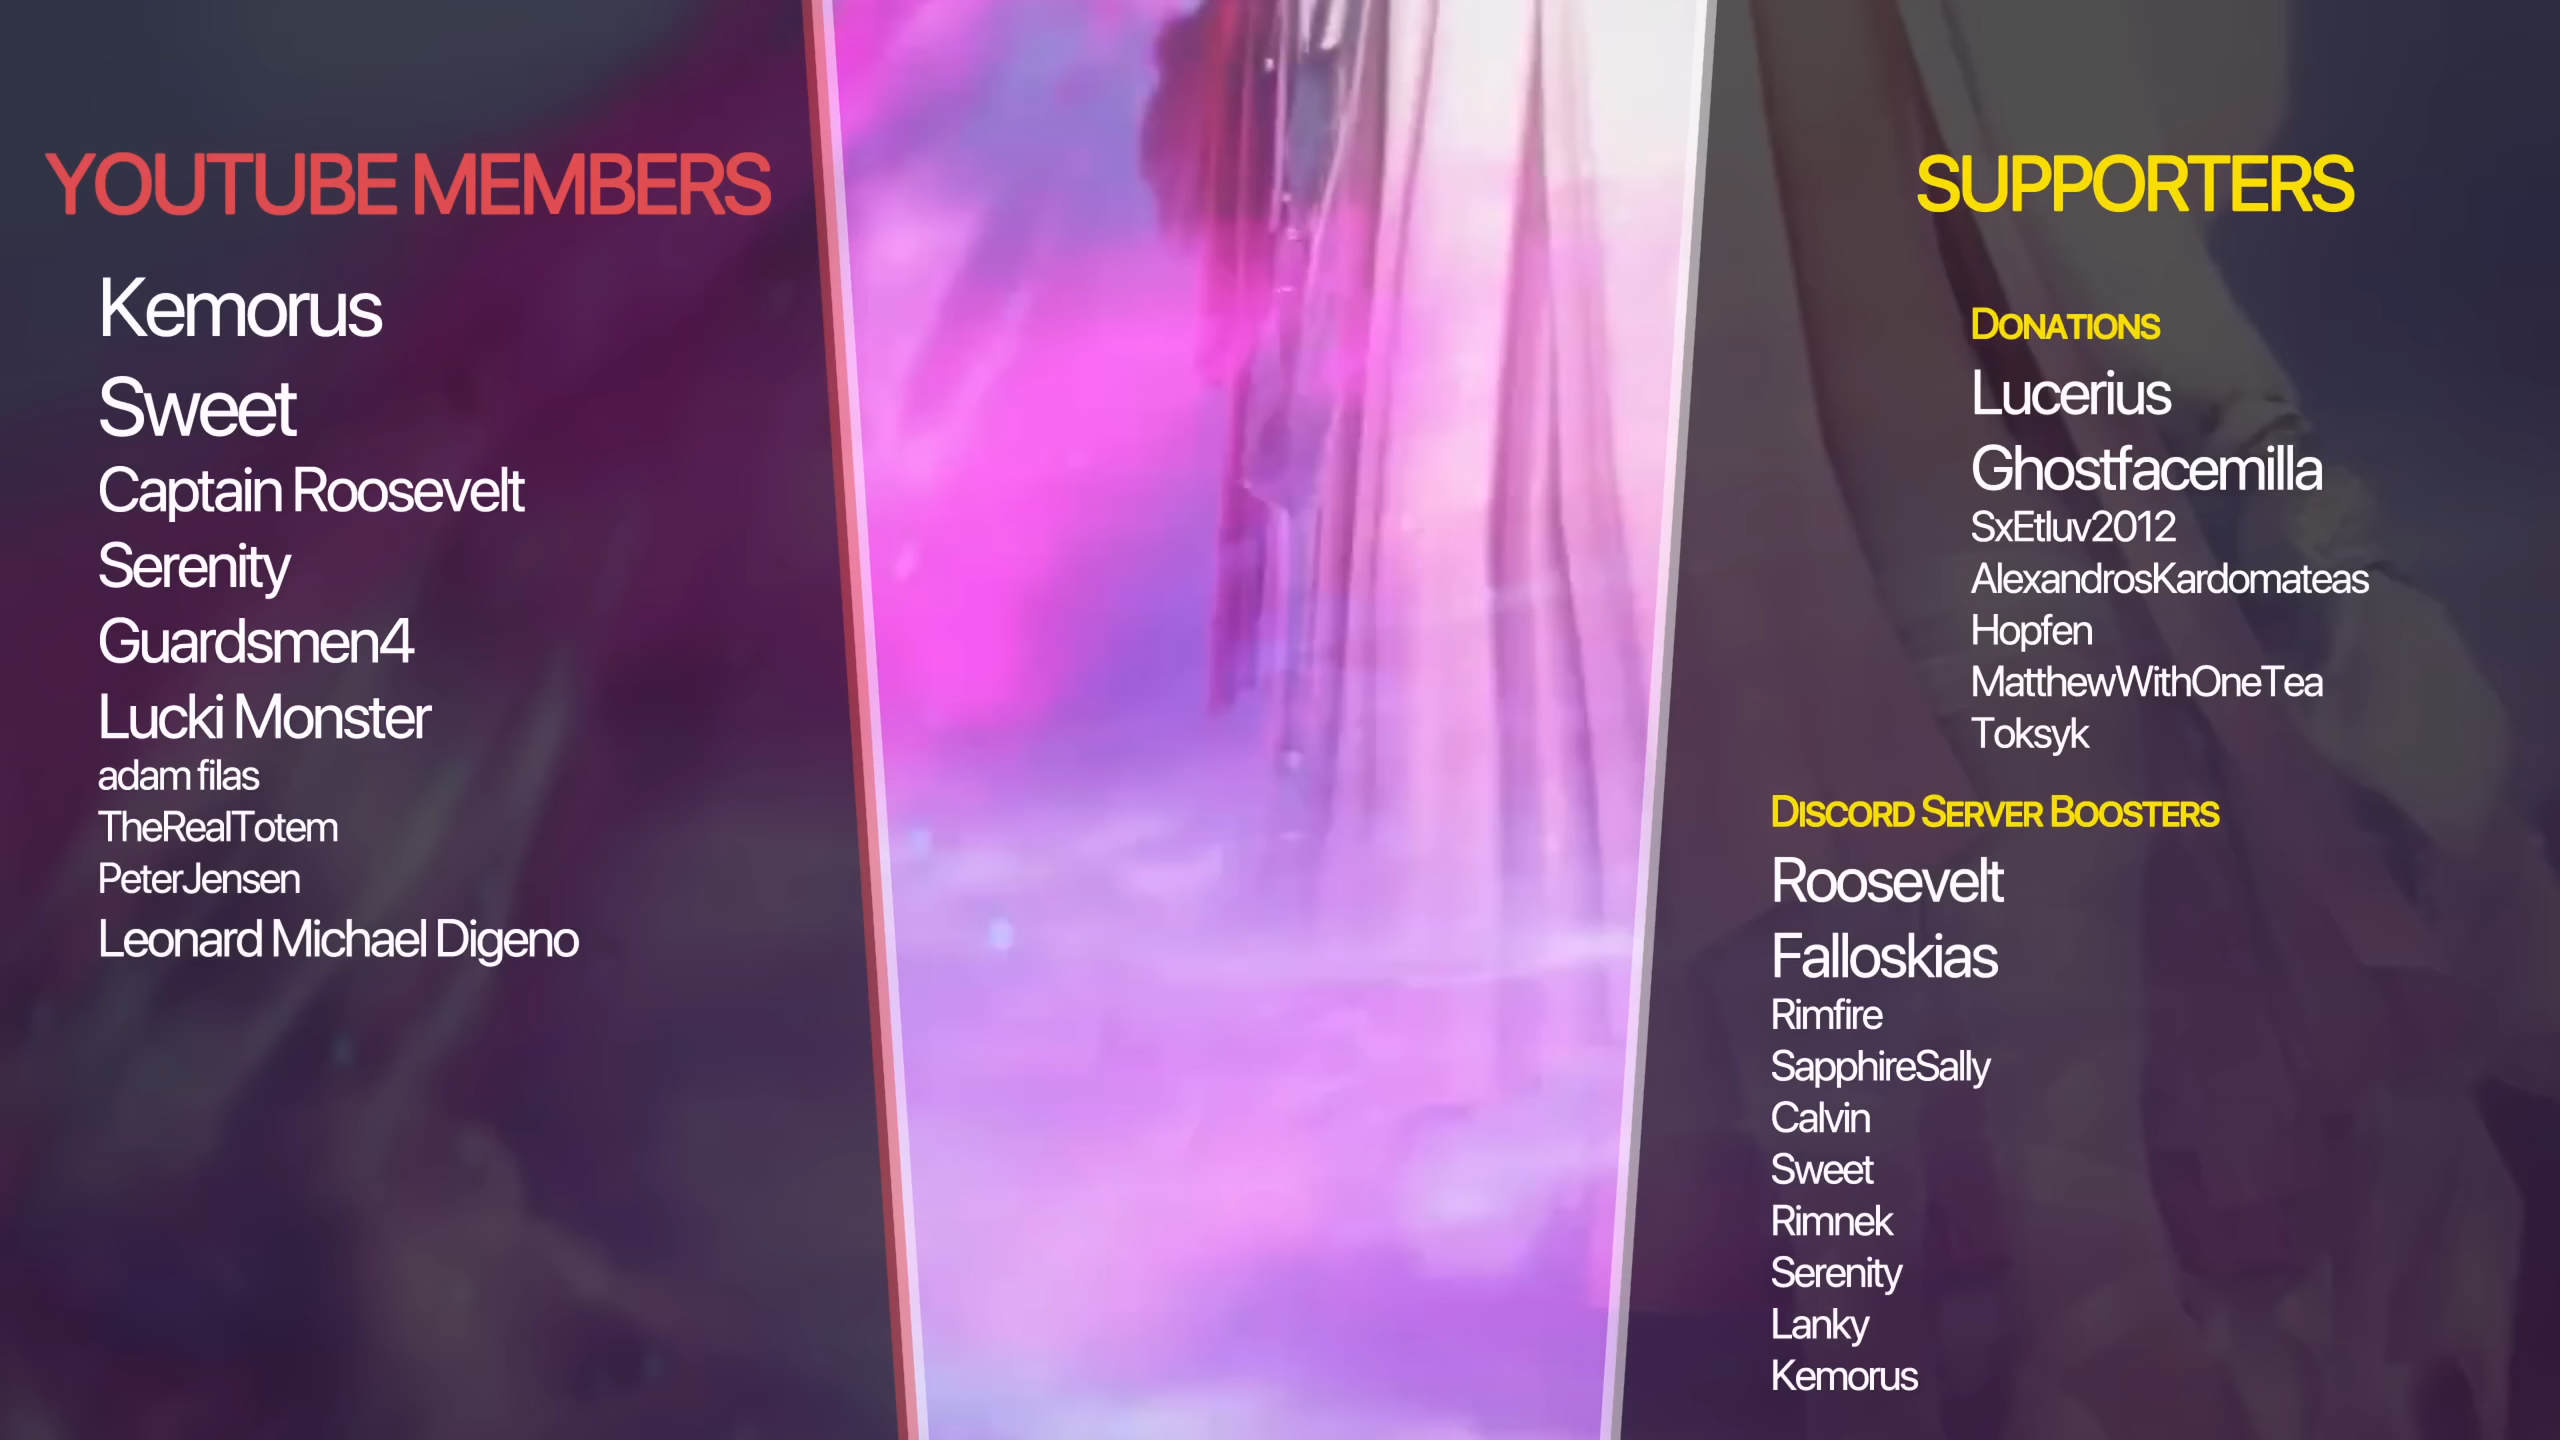 YOUTUBE MEMBERS
Kemorus
Sweet
Captain Roosevelt
Serenity
Guardsmen4
Lucki Monster
adam filas
TheRealTotem
PeterJensen
Leonard Michael Digeno
SUPPORTERS
DONATIONS
Lucerius
Ghostfacemilla
SxEtluv2012
AlexandrosKardomateas
Hopfen
MatthewWithOneTea
Toksyk
DISCORD SERVER BOOSTERS
Roosevelt
Falloskias
Rimfire
SapphireSally
Calvin
Sweet
Rimnek
Serenity
Lanky
Kemorus